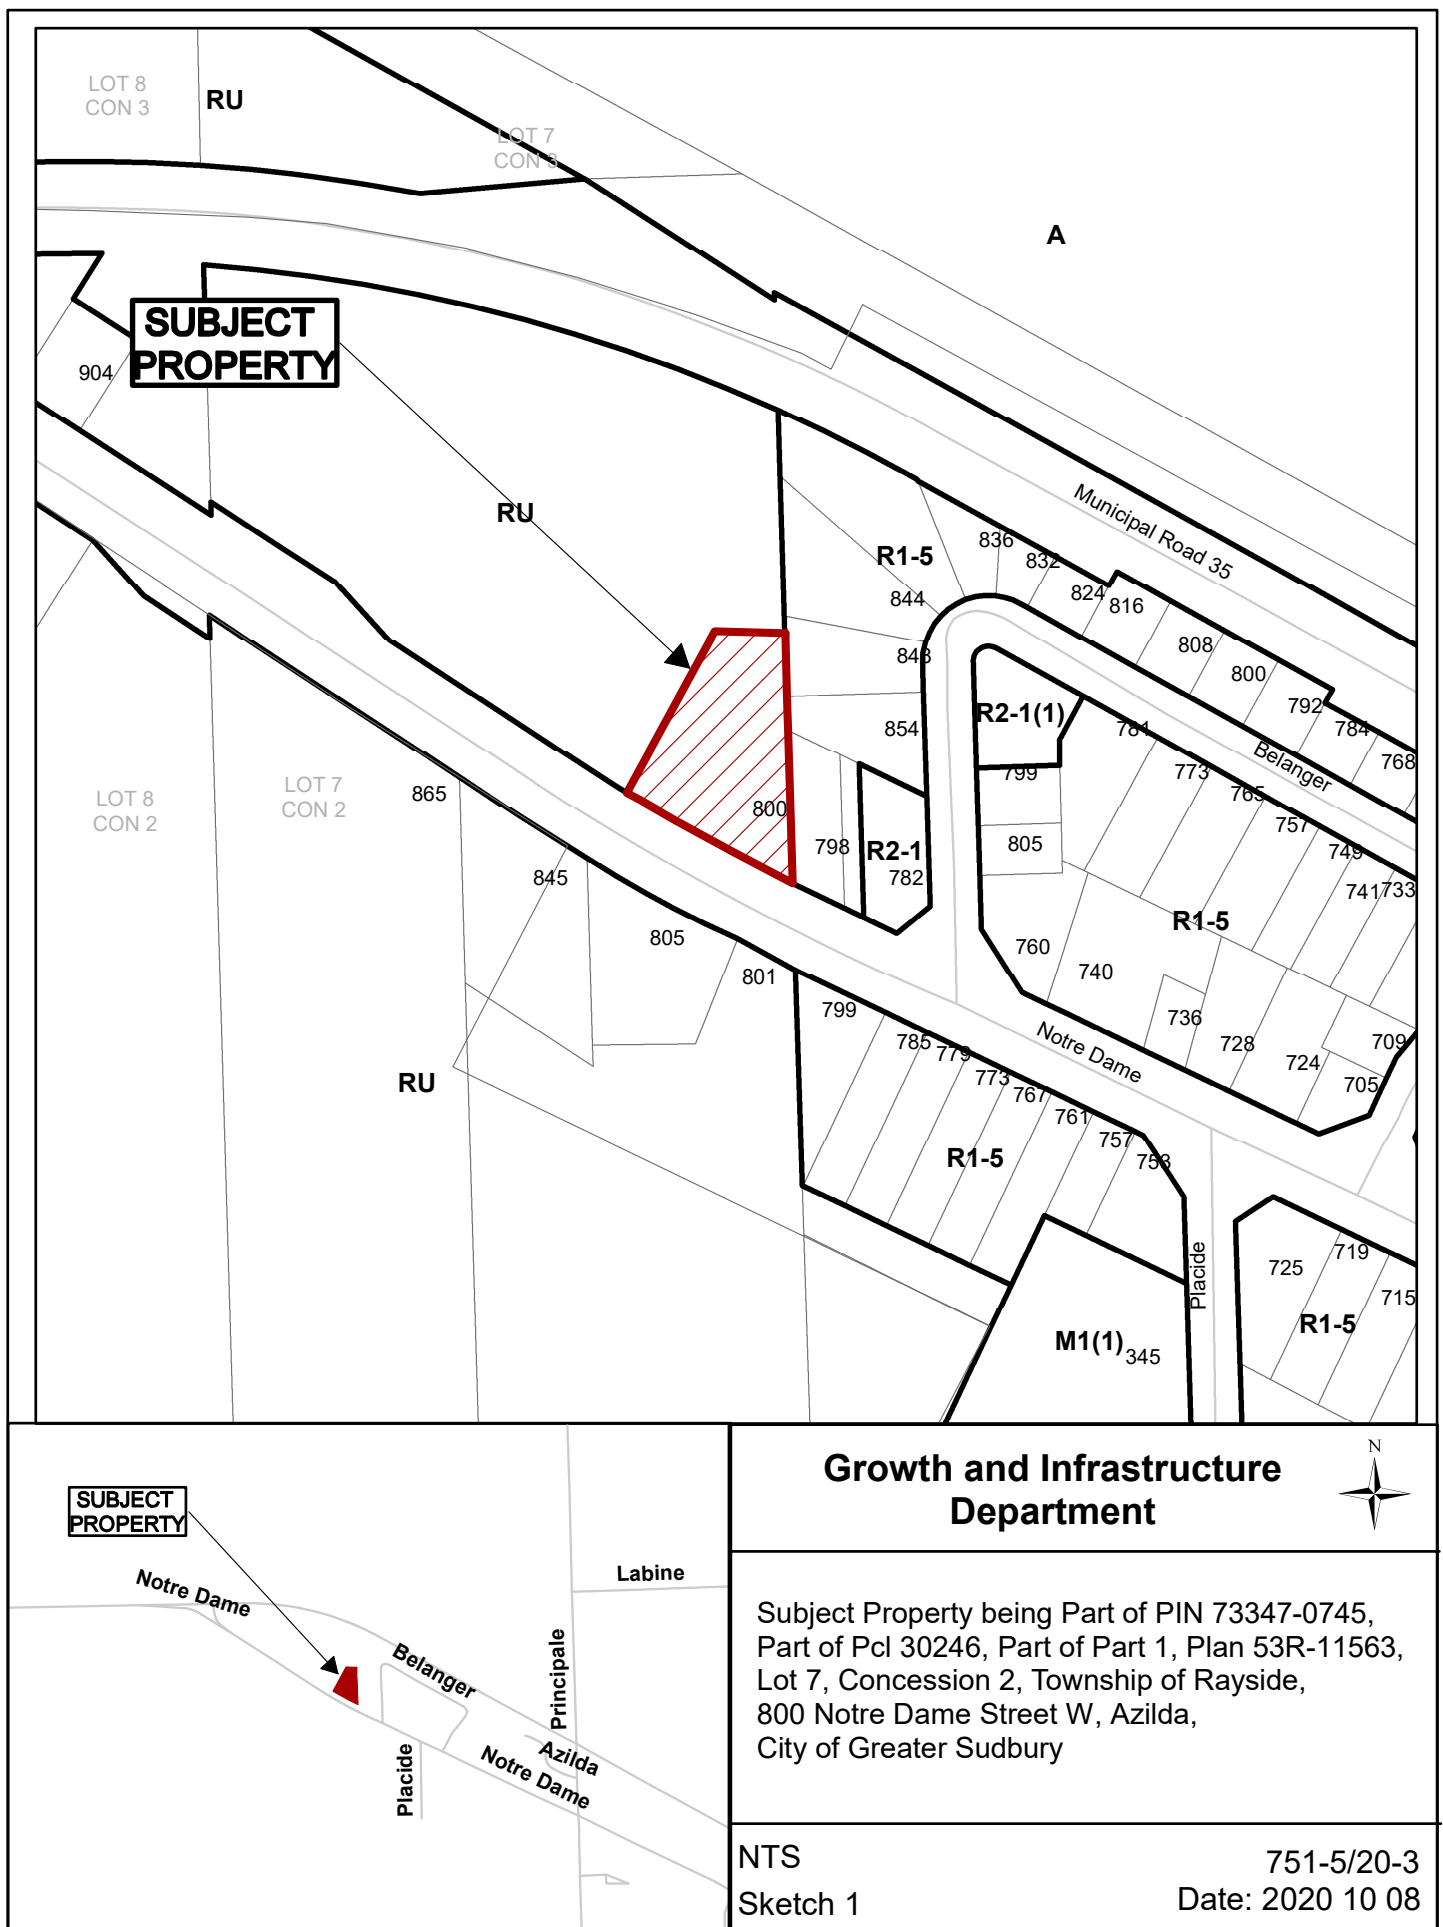 LOT 8
CON 3
RU
LOT 7
CON 3
A
SUBJECT
PROPERTY
904
RU
Municipal Road 35
R1-5
836
832
844
824
816
808
800
792
784
768
843
854
R2-1(1)
781
773
765
757
749
741
733
Belanger
799
805
800
798
R2-1
782
R1-5
LOT 8
CON 2
LOT 7
CON 2
865
845
805
801
760
740
736
728
724
709
705
Notre Dame
799
785
779
773
767
761
757
753
RU
R1-5
Placide
M1(1)
345
725
719
715
R1-5
SUBJECT
PROPERTY
Notre Dame
Belanger
Labine
Principale
Azilda
Notre Dame
Placide
Growth and Infrastructure
Department
N
Subject Property being Part of PIN 73347-0745,
Part of Pcl 30246, Part of Part 1, Plan 53R-11563,
Lot 7, Concession 2, Township of Rayside,
800 Notre Dame Street W, Azilda,
City of Greater Sudbury
NTS
Sketch 1
751-5/20-3
Date: 2020 10 08